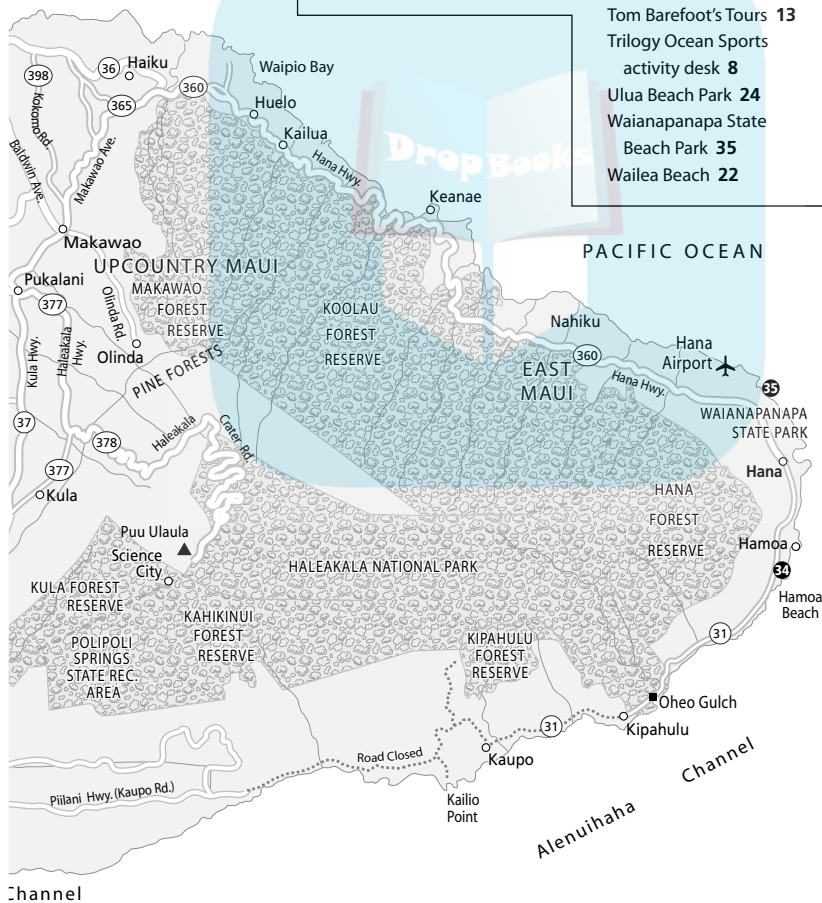 Tom Barefoot's Tours 13
Trilogy Ocean Sports
activity desk 8
Ulua Beach Park 24
Waianapanapa State
Beach Park 35
Wailea Beach 22
DropBooks
398
36
Haiku
365
360
Waipio Bay
Huelo
Kailua
Hana Hwy.
Keanae
Kokomo Rd.
Baldwin Ave.
Makawao Ave.
Makawao
PACIFIC OCEAN
UPCOUNTRY MAUI
Pukalani
377
MAKAWAO
FOREST
RESERVE
Olinda Rd.
Olinda
KOOLAU
FOREST
RESERVE
Nahiku
360
Hana
Airport
EAST
MAUI
Hana Hwy.
35
WAIANAPANAPA
STATE PARK
Kula Hwy.
Haleakala
Hwy.
PINE FORESTS
37
378
Haleakala
Crater Rd.
377
Kula
Hana
HANA
FOREST
RESERVE
Puu Ulaula
Science
City
HALEAKALA NATIONAL PARK
Hamoa
34
Hamoa
Beach
KULA FOREST
RESERVE
KAHIKINUI
FOREST
RESERVE
POLIPOLI
SPRINGS
STATE REC.
AREA
KIPAHULU
FOREST
RESERVE
31
Oheo Gulch
Kipahulu
31
Kaupo
Road Closed
Piilani Hwy. (Kaupo Rd.)
Kailio
Point
Alenuihaha Channel
Channel